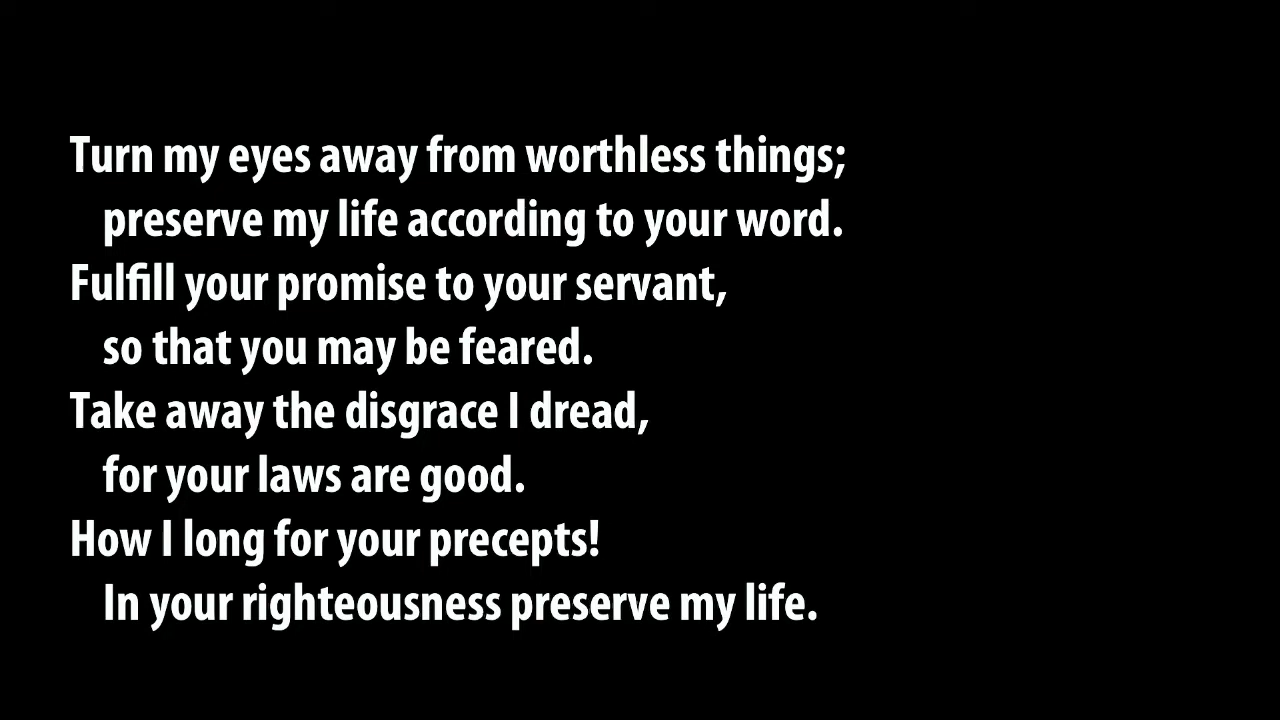 Turn my eyes away from worthless things;
preserve my life according to your word.
Fulfill your promise to your servant,
so that you may be feared.
Take away the disgrace I dread,
for your laws are good.
How I long for your precepts!
In your righteousness preserve my life.